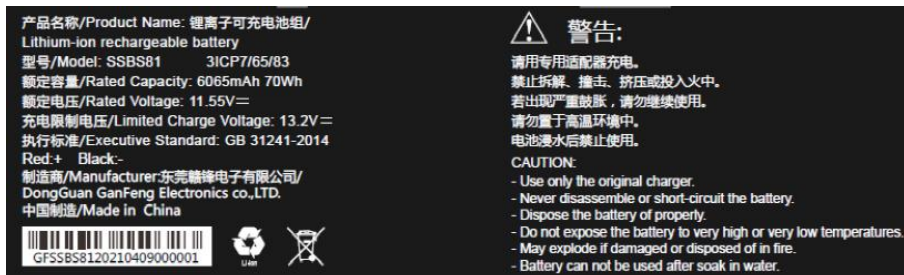 产品名称/Product Name: 锂离子可充电池组/
Lithium-ion rechargeable battery
型号/Model: SSBS81 3ICP7/65/83
额定容量/Rated Capacity: 6065mAh 70Wh
额定电压/Rated Voltage: 11.55V⎓
充电限制电压/Limited Charge Voltage: 13.2V⎓
执行标准/Executive Standard: GB 31241-2014
Red:+ Black:-
制造商/Manufacturer:东莞赣锋电子有限公司/
DongGuan GanFeng Electronics co.,LTD.
中国制造/Made in China
GFSSBS8120210409000001
Li-ion
警告:
请用专用适配器充电。
禁止拆解、撞击、挤压或投入火中。
若出现严重鼓胀，请勿继续使用。
请勿置于高温环境中。
电池浸水后禁止使用。
CAUTION:
- Use only the original charger.
- Never disassemble or short-circuit the battery.
- Dispose the battery of properly.
- Do not expose the battery to very high or very low temperatures.
- May explode if damaged or disposed of in fire.
- Battery can not be used after soak in water.